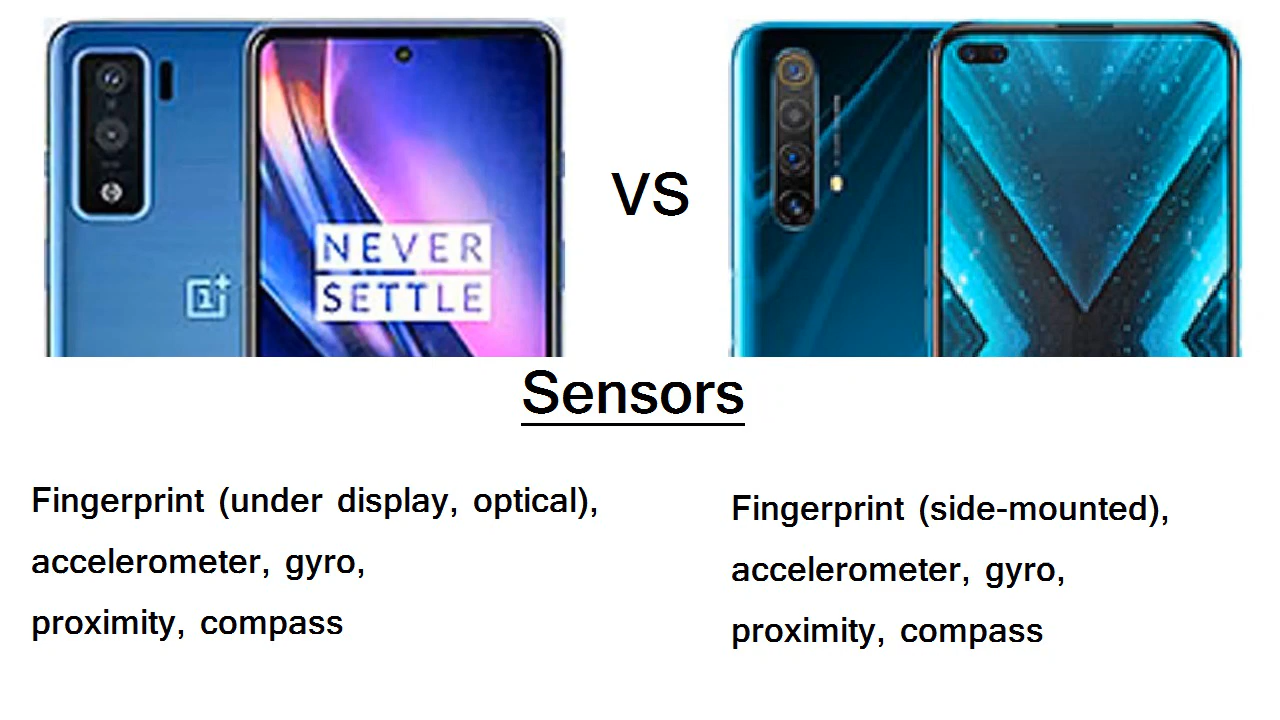 NEVER
SETTLE
vs
Sensors
Fingerprint (under display, optical),
accelerometer, gyro,
proximity, compass
Fingerprint (side-mounted),
accelerometer, gyro,
proximity, compass